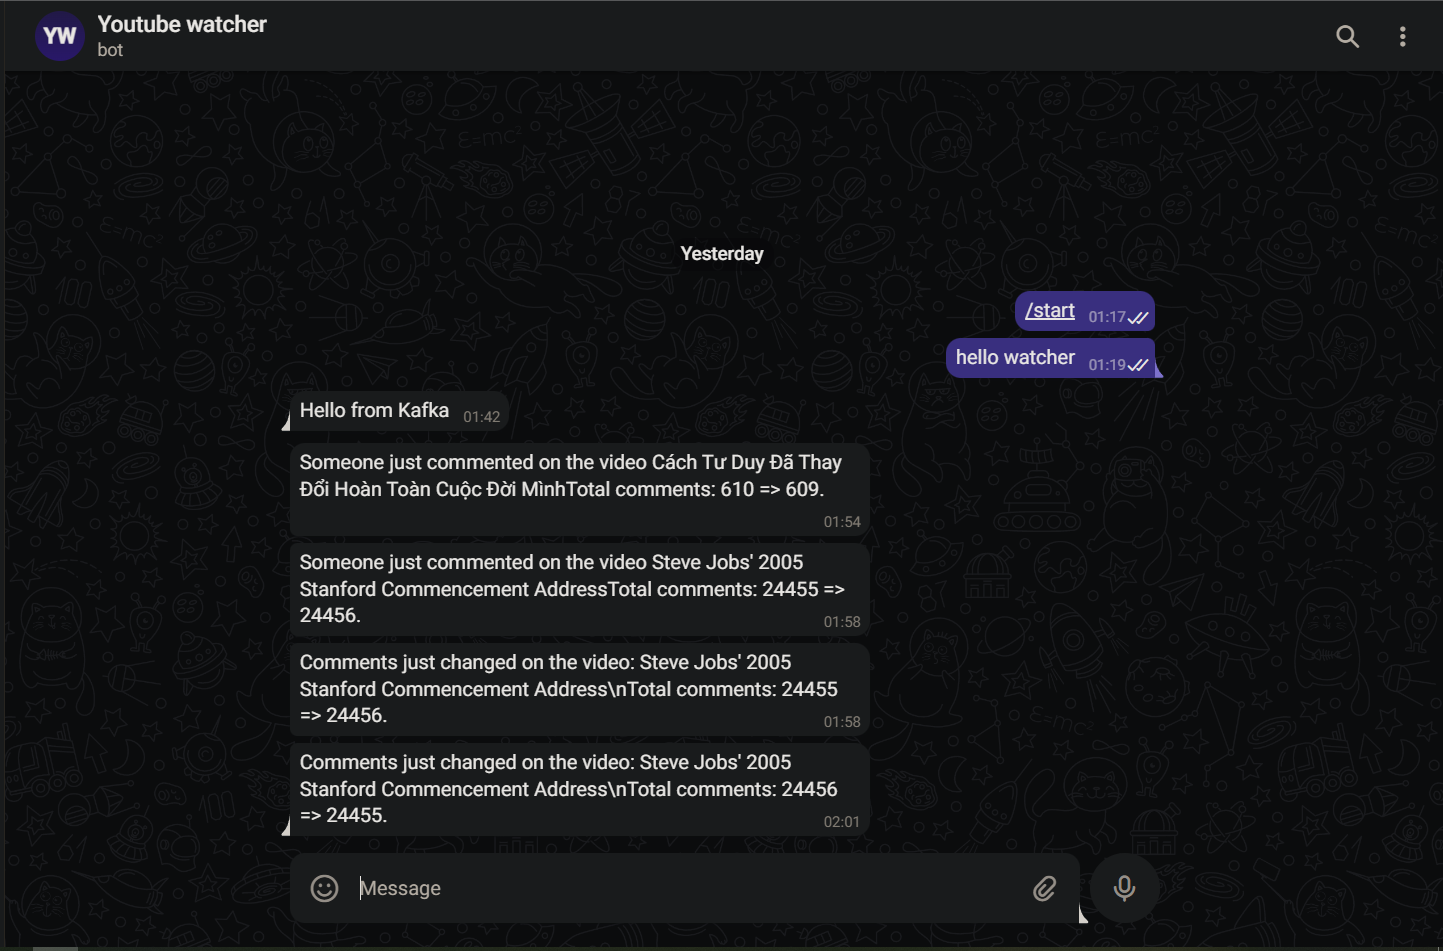 YW
Youtube watcher
bot
Yesterday
/start 01:17
hello watcher 01:19
Hello from Kafka 01:42
Someone just commented on the video Cách Tư Duy Đã Thay
Đổi Hoàn Toàn Cuộc Đời MìnhTotal comments: 610 => 609.
01:54
Someone just commented on the video Steve Jobs' 2005
Stanford Commencement AddressTotal comments: 24455 =>
24456.
01:58
Comments just changed on the video: Steve Jobs' 2005
Stanford Commencement Address\nTotal comments: 24455
=> 24456.
01:58
Comments just changed on the video: Steve Jobs' 2005
Stanford Commencement Address\nTotal comments: 24456
=> 24455.
02:01
Message